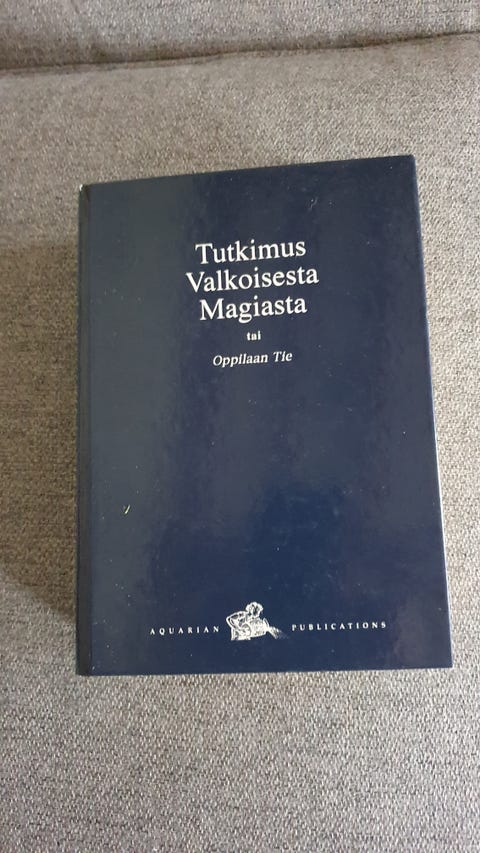 Tutkimus
Valkoisesta
Magiasta
tai
Oppilaan Tie
AQUARIAN PUBLICATIONS